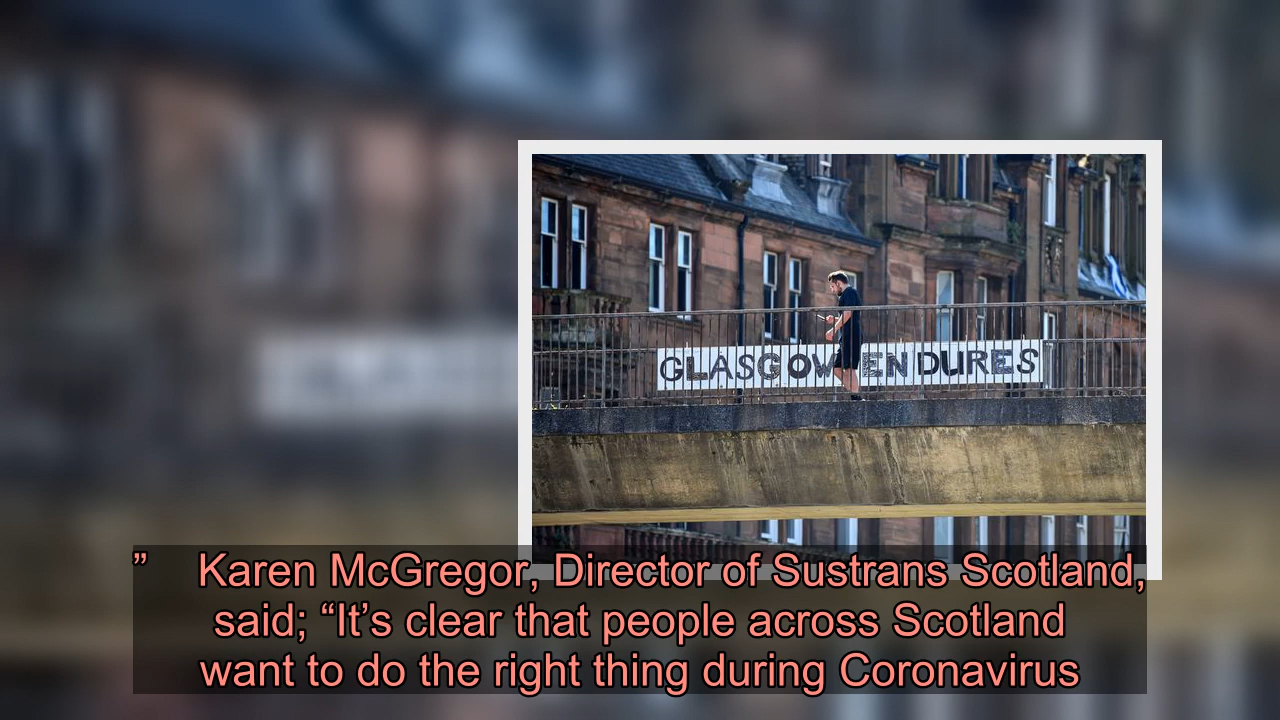 GLASGOW ENDURES
” Karen McGregor, Director of Sustrans Scotland,
said; “It’s clear that people across Scotland
want to do the right thing during Coronavirus